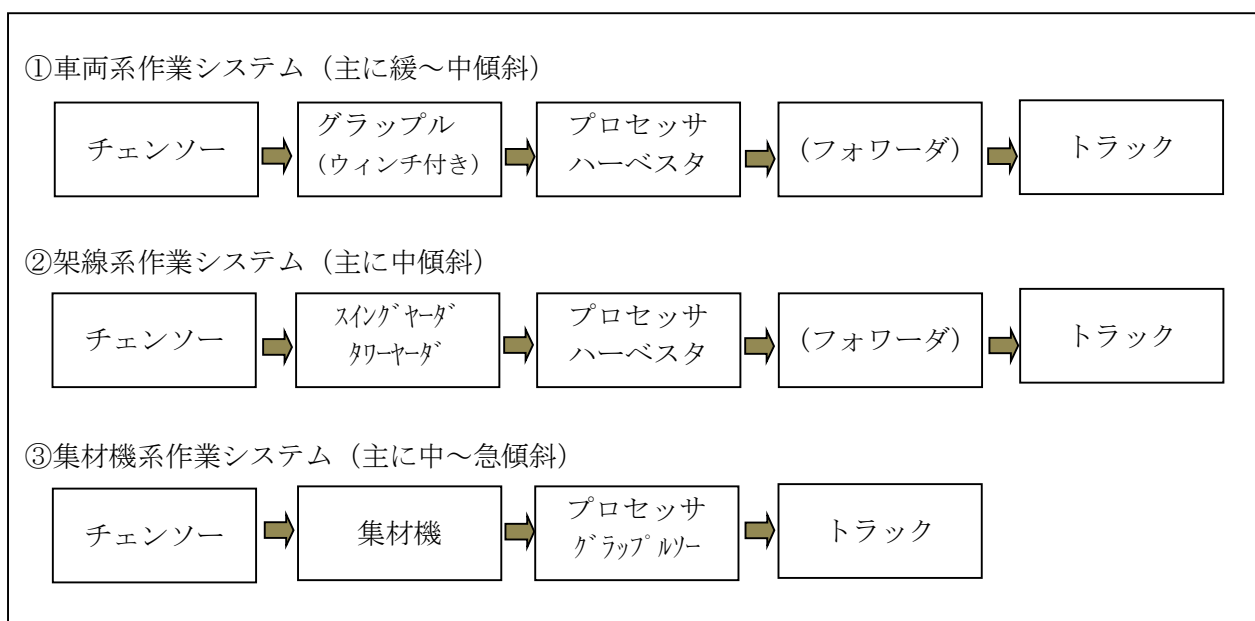 ①車両系作業システム（主に緩～中傾斜）
チェンソー
グラップル
(ウィンチ付き)
プロセッサ
ハーベスタ
(フォワーダ)
トラック
②架線系作業システム（主に中傾斜）
チェンソー
ｽｲﾝｸﾞﾔｰﾀﾞ
ﾀﾜｰﾔｰﾀﾞ
プロセッサ
ハーベスタ
(フォワーダ)
トラック
③集材機系作業システム（主に中～急傾斜）
チェンソー
集材機
プロセッサ
ｸﾞﾗｯﾌﾟﾙｿｰ
トラック